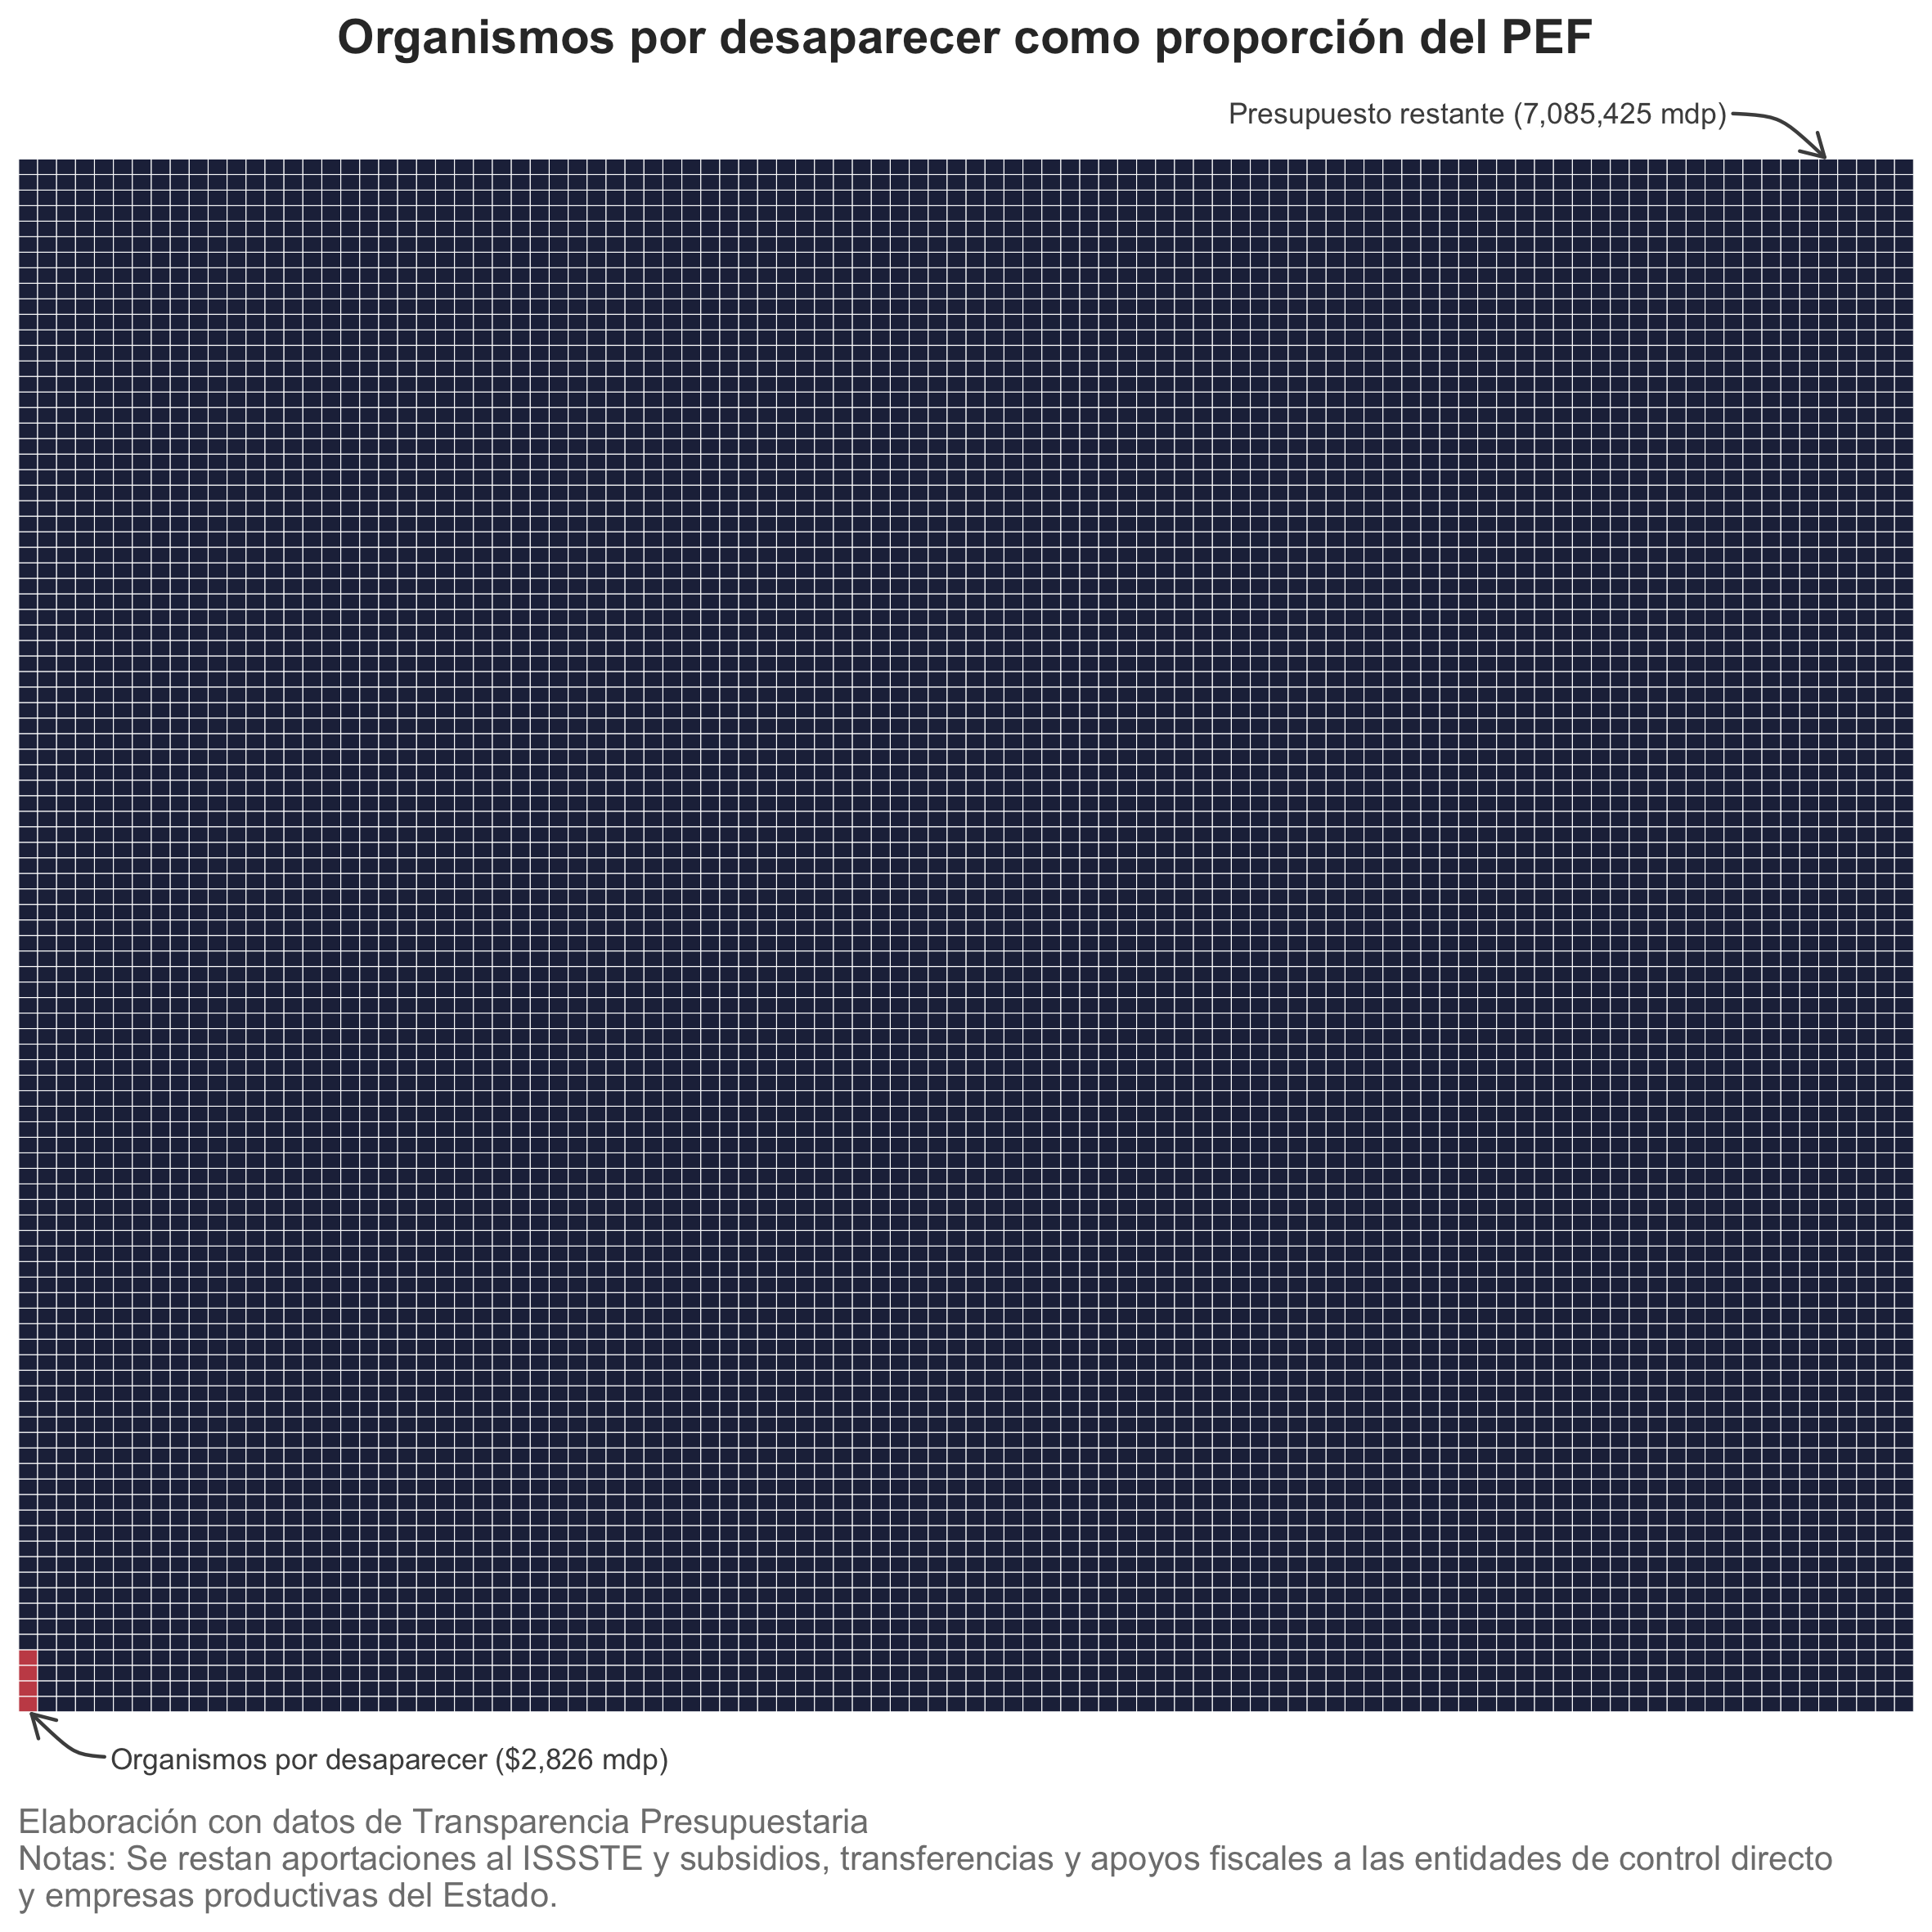 Organismos por desaparecer como proporción del PEF
Presupuesto restante (7,085,425 mdp)
Organismos por desaparecer ($2,826 mdp)
Elaboración con datos de Transparencia Presupuestaria
Notas: Se restan aportaciones al ISSSTE y subsidios, transferencias y apoyos fiscales a las entidades de control directo
y empresas productivas del Estado.